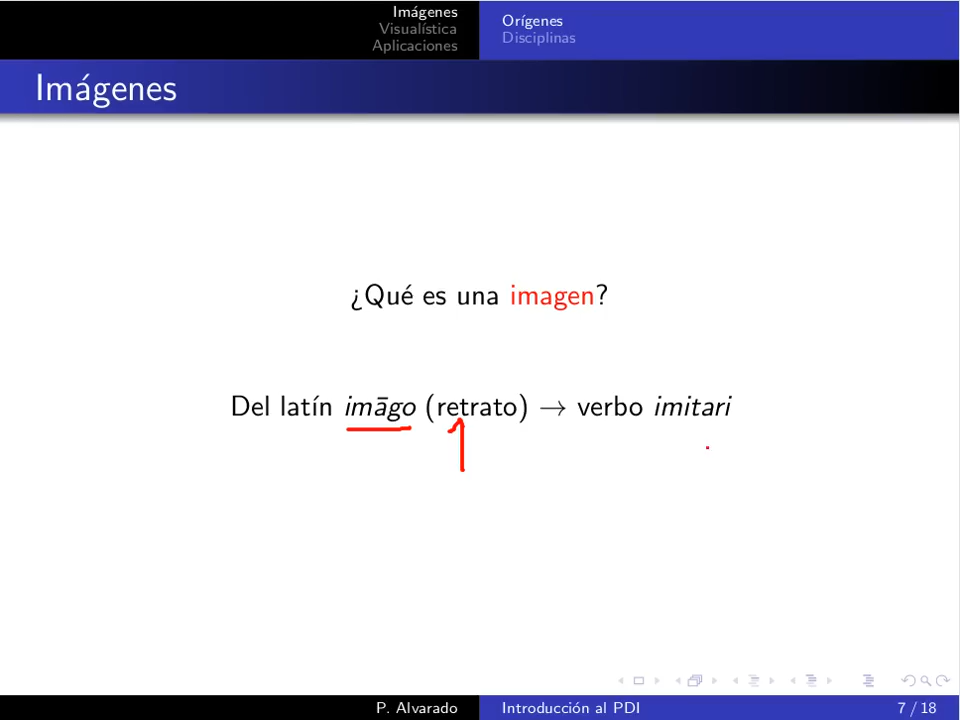 Imágenes
Visualística
Aplicaciones
Orígenes
Disciplinas
Imágenes
¿Qué es una imagen?
Del latín imāgo (retrato) → verbo imitari
P. Alvarado
Introducción al PDI
7 / 18